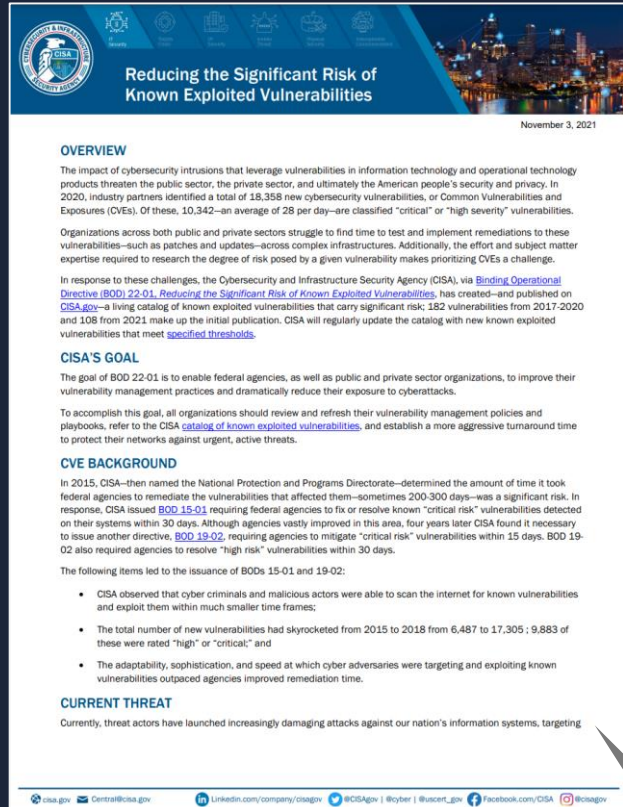 CYBERSECURITY & INFRASTRUCTURE
SECURITY AGENCY
CISA
Reducing the Significant Risk of
Known Exploited Vulnerabilities
November 3, 2021
OVERVIEW
The impact of cybersecurity intrusions that leverage vulnerabilities in information technology and operational technology
products threaten the public sector, the private sector, and ultimately the American people's security and privacy. In
2020, industry partners identified a total of 18,358 new cybersecurity vulnerabilities, or Common Vulnerabilities and
Exposures (CVEs). Of these, 10,342—an average of 28 per day—are classified "critical" or "high severity" vulnerabilities.
Organizations across both public and private sectors struggle to find time to test and implement remediations to these
vulnerabilities—such as patches and updates—across complex infrastructures. Additionally, the effort and subject matter
expertise required to research the degree of risk posed by a given vulnerability makes prioritizing CVEs a challenge.
In response to these challenges, the Cybersecurity and Infrastructure Security Agency (CISA), via Binding Operational
Directive (BOD) 22-01, Reducing the Significant Risk of Known Exploited Vulnerabilities, has created—and published on
CISA.gov—a living catalog of known exploited vulnerabilities that carry significant risk; 182 vulnerabilities from 2017-2020
and 108 from 2021 make up the initial publication. CISA will regularly update the catalog with new known exploited
vulnerabilities that meet specified thresholds.
CISA'S GOAL
The goal of BOD 22-01 is to enable federal agencies, as well as public and private sector organizations, to improve their
vulnerability management practices and dramatically reduce their exposure to cyberattacks.
To accomplish this goal, all organizations should review and refresh their vulnerability management policies and
playbooks, refer to the CISA catalog of known exploited vulnerabilities, and establish a more aggressive turnaround time
to protect their networks against urgent, active threats.
CVE BACKGROUND
In 2015, CISA—then named the National Protection and Programs Directorate—determined the amount of time it took
federal agencies to remediate the vulnerabilities that affected them—sometimes 200-300 days—was a significant risk. In
response, CISA issued BOD 15-01 requiring federal agencies to fix or resolve known "critical risk" vulnerabilities detected
on their systems within 30 days. Although agencies vastly improved in this area, four years later CISA found it necessary
to issue another directive, BOD 19-02, requiring agencies to mitigate "critical risk" vulnerabilities within 15 days. BOD 19-
02 also required agencies to resolve "high risk" vulnerabilities within 30 days.
The following items led to the issuance of BODs 15-01 and 19-02:
• CISA observed that cyber criminals and malicious actors were able to scan the internet for known vulnerabilities
and exploit them within much smaller time frames;
• The total number of new vulnerabilities had skyrocketed from 2015 to 2018 from 6,487 to 17,305 ; 9,883 of
these were rated "high" or "critical;" and
• The adaptability, sophistication, and speed at which cyber adversaries were targeting and exploiting known
vulnerabilities outpaced agencies improved remediation time.
CURRENT THREAT
Currently, threat actors have launched increasingly damaging attacks against our nation's information systems, targeting
cisa.gov Central@cisa.gov Linkedin.com/company/cisagov @CISAgov | @cyber | @uscert_gov Facebook.com/CISA @cisagov